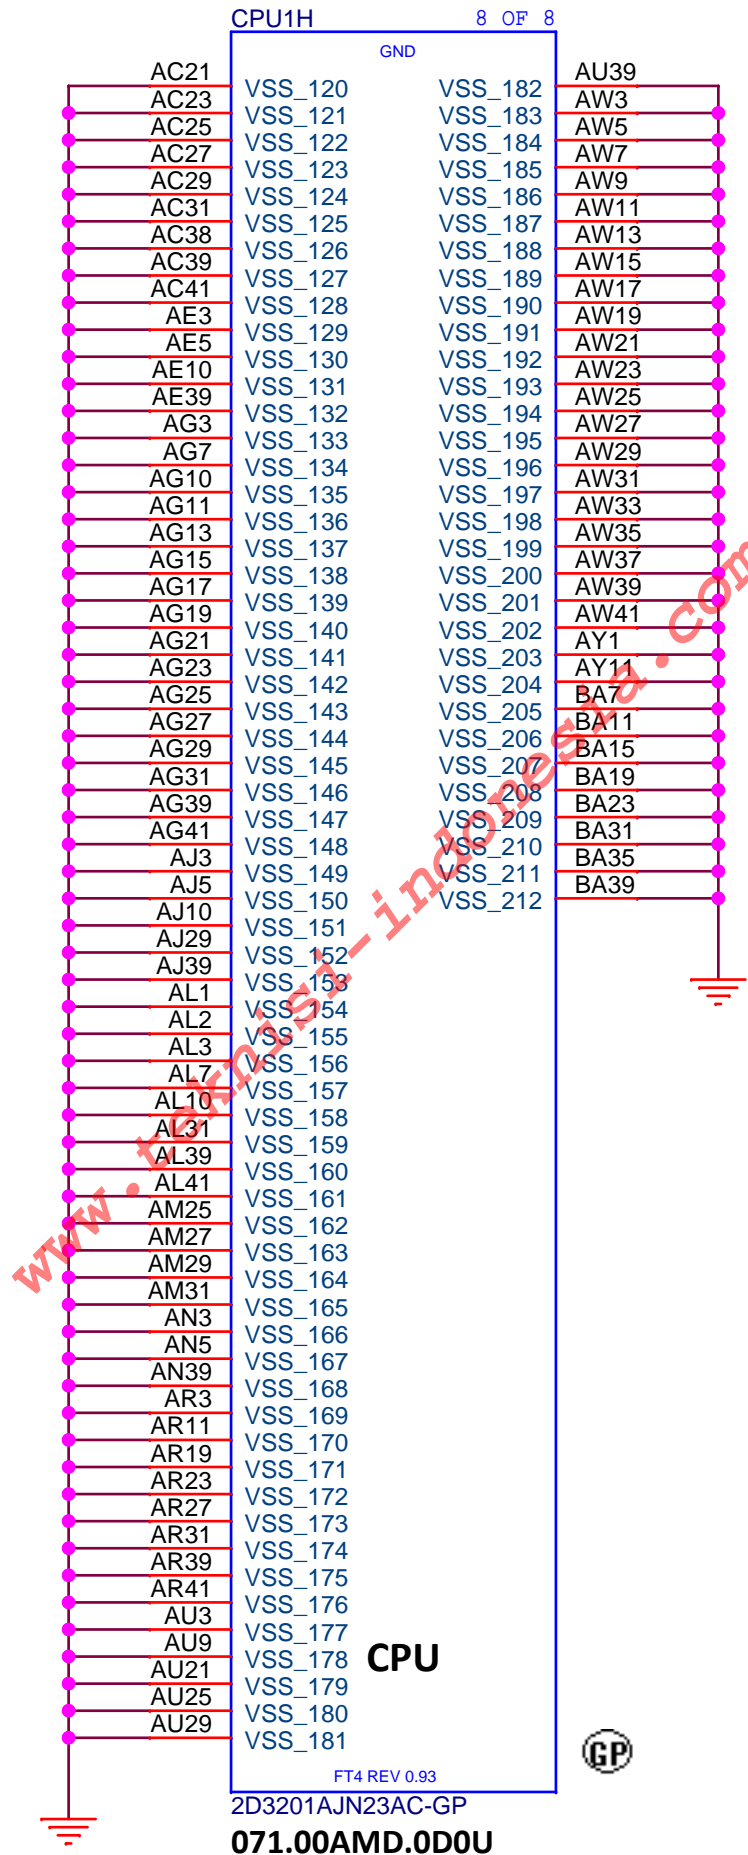 CPU1H 8 OF 8
GND
AC21 VSS_120 VSS_182 AU39
AC23 VSS_121 VSS_183 AW3
AC25 VSS_122 VSS_184 AW5
AC27 VSS_123 VSS_185 AW7
AC29 VSS_124 VSS_186 AW9
AC31 VSS_125 VSS_187 AW11
AC38 VSS_126 VSS_188 AW13
AC39 VSS_127 VSS_189 AW15
AC41 VSS_128 VSS_190 AW17
AE3 VSS_129 VSS_191 AW19
AE5 VSS_130 VSS_192 AW21
AE10 VSS_131 VSS_193 AW23
AE39 VSS_132 VSS_194 AW25
AG3 VSS_133 VSS_195 AW27
AG7 VSS_134 VSS_196 AW29
AG10 VSS_135 VSS_197 AW31
AG11 VSS_136 VSS_198 AW33
AG13 VSS_137 VSS_199 AW35
AG15 VSS_138 VSS_200 AW37
AG17 VSS_139 VSS_201 AW39
AG19 VSS_140 VSS_202 AW41
AG21 VSS_141 VSS_203 AY1
AG23 VSS_142 VSS_204 AY11
AG25 VSS_143 VSS_205 BA7
AG27 VSS_144 VSS_206 BA11
AG29 VSS_145 VSS_207 BA15
AG31 VSS_146 VSS_208 BA19
AG39 VSS_147 VSS_209 BA23
AG41 VSS_148 VSS_210 BA31
AJ3 VSS_149 VSS_211 BA35
AJ5 VSS_150 VSS_212 BA39
AJ10 VSS_151
AJ29 VSS_152
AJ39 VSS_153
AL1 VSS_154
AL2 VSS_155
AL3 VSS_156
AL7 VSS_157
AL10 VSS_158
AL31 VSS_159
AL39 VSS_160
AL41 VSS_161
AM25 VSS_162
AM27 VSS_163
AM29 VSS_164
AM31 VSS_165
AN3 VSS_166
AN5 VSS_167
AN39 VSS_168
AR3 VSS_169
AR11 VSS_170
AR19 VSS_171
AR23 VSS_172
AR27 VSS_173
AR31 VSS_174
AR39 VSS_175
AR41 VSS_176
AU3 VSS_177
AU9 VSS_178
AU21 VSS_179
AU25 VSS_180
AU29 VSS_181
CPU
GP
FT4 REV 0.93
2D3201AJN23AC-GP
071.00AMD.0D0U
www.teknisi-indonesia.com